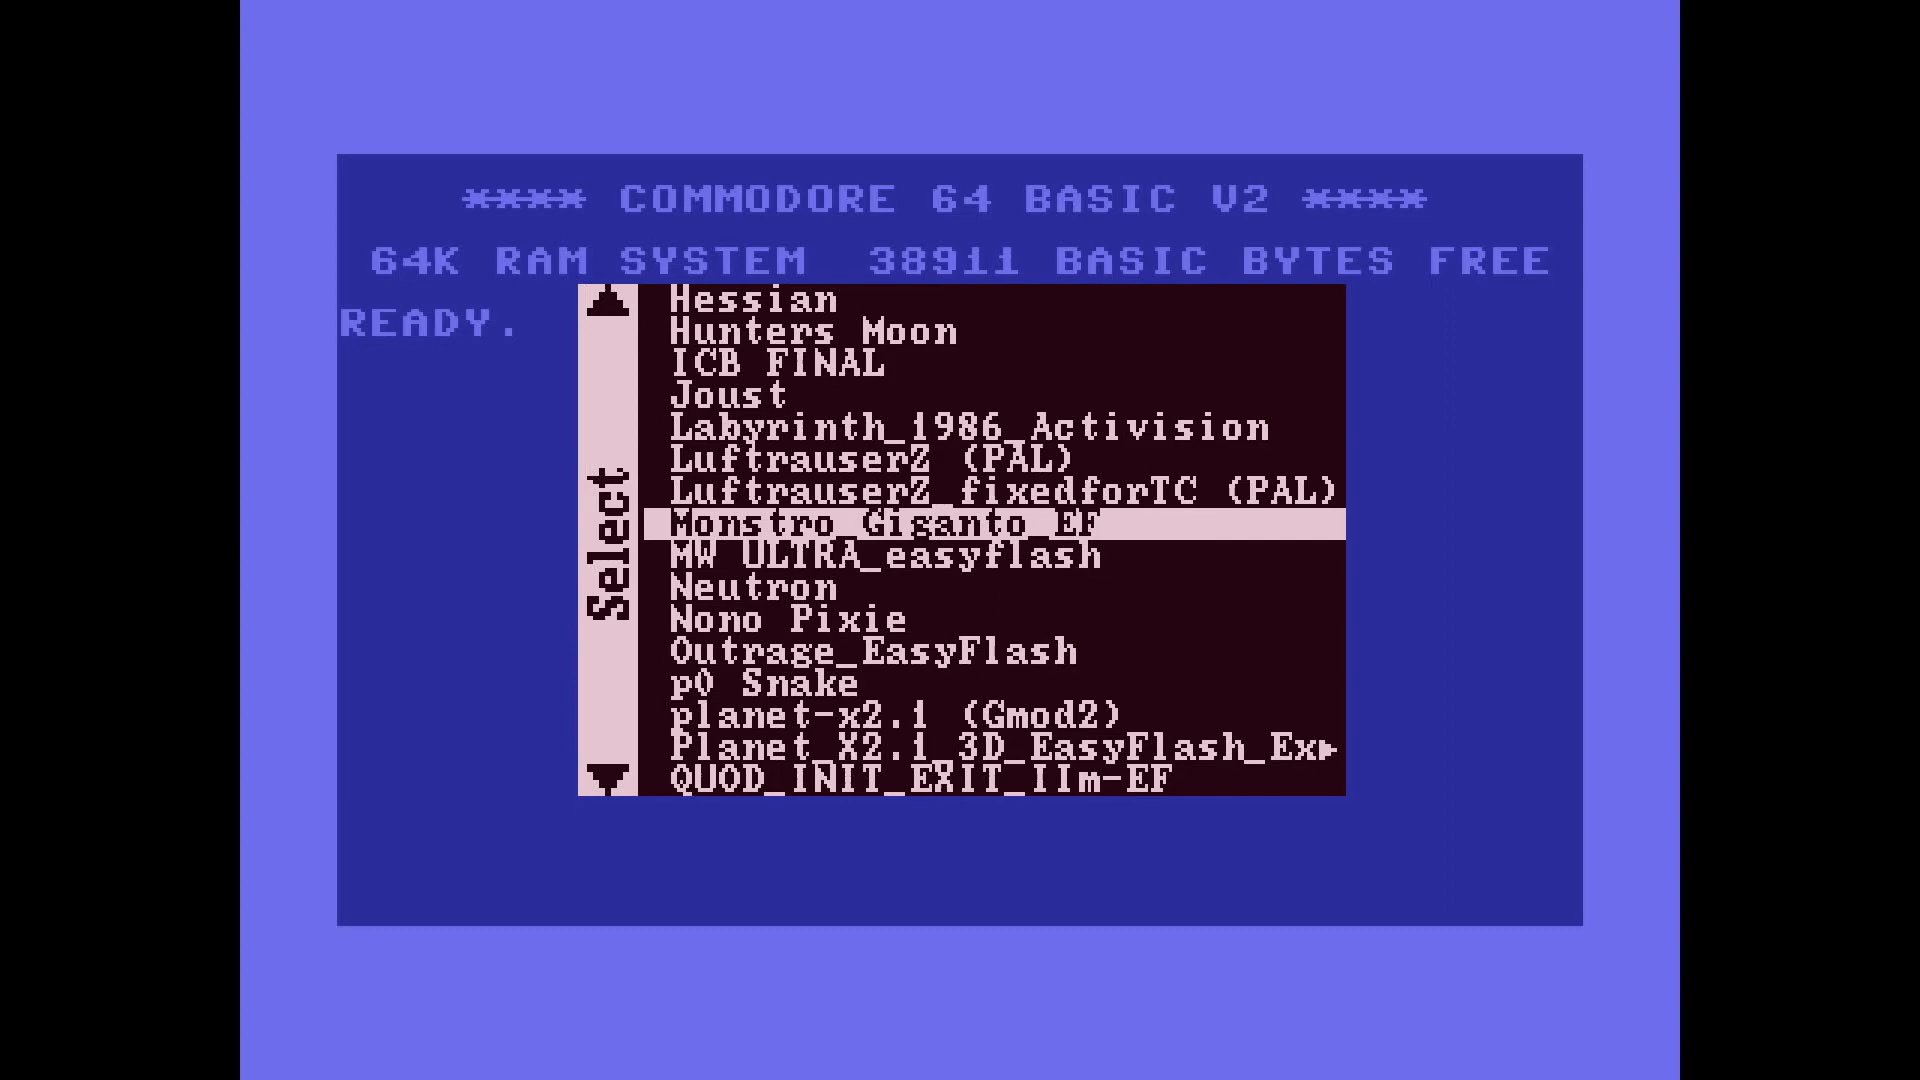 **** COMMODORE 64 BASIC V2 ****
64K RAM SYSTEM  38911 BASIC BYTES FREE
READY.
Select
Hessian
Hunters Moon
ICB FINAL
Joust
Labyrinth_1986_Activision
LuftrauserZ (PAL)
LuftrauserZ_fixedforTC (PAL)
Monstro Giganto_EF
MW ULTRA_easyflash
Neutron
Nono Pixie
Outrage_EasyFlash
p0 Snake
planet-x2.1 (Gmod2)
Planet_X2.1_3D_EasyFlash_Ex
QUOD_INIT_EXIT_IIm-EF